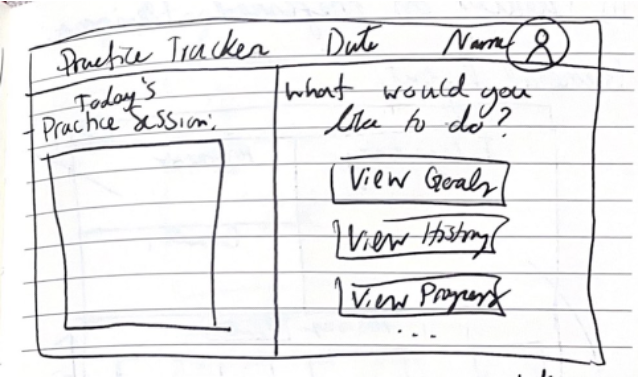 Practice Tracker Date Name
Today's
Practice Session:
What would you
like to do?
View Goals
View History
View Progress
...